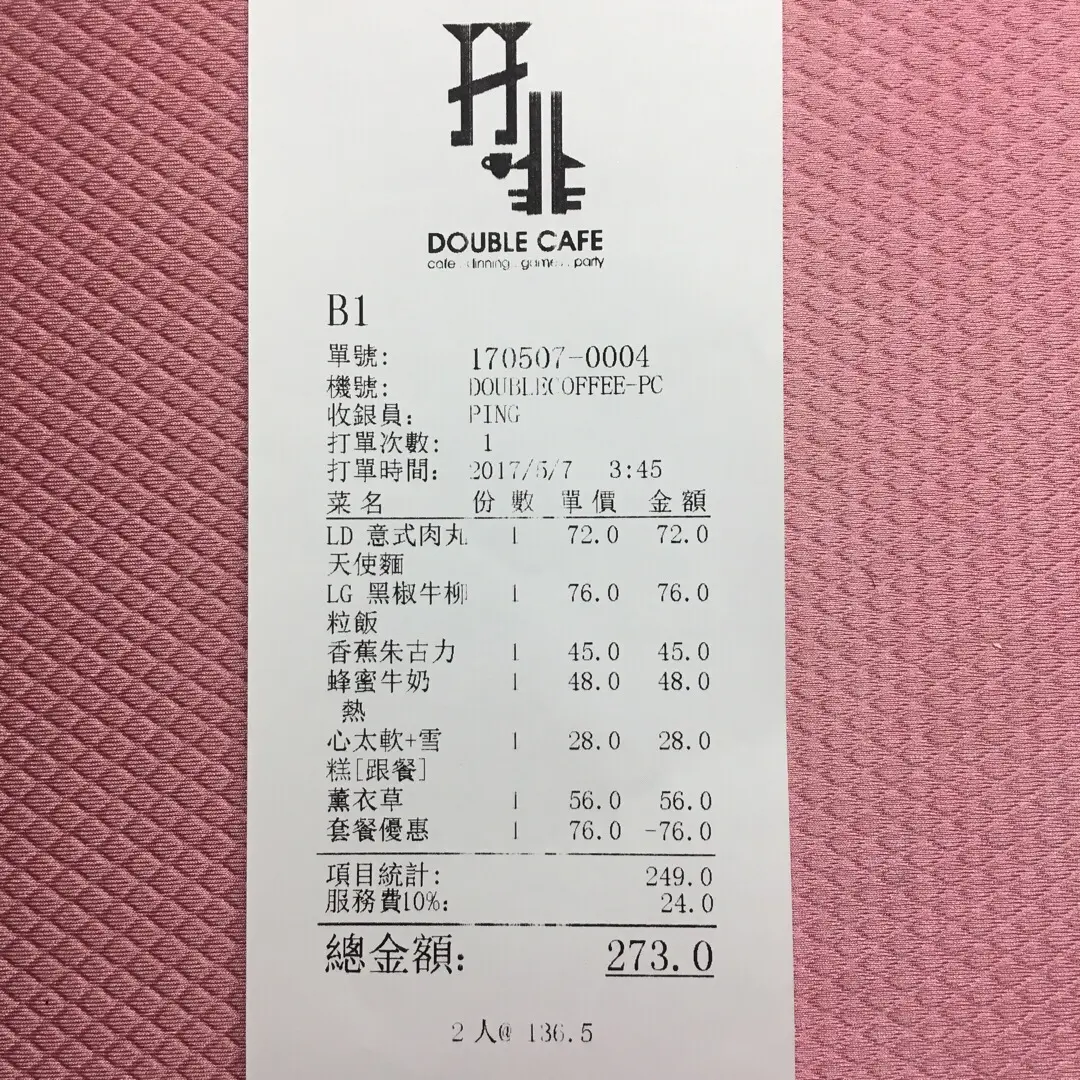 DOUBLE CAFE
cafe . dinning . game . . party
B1
單號: 170507-0004
機號: DOUBLECOFFEE-PC
收銀員: PING
打單次數: 1
打單時間: 2017/5/7 3:45
菜名 份數 單價 金額
LD 意式肉丸 1 72.0 72.0
天使麵
LG 黑椒牛柳 1 76.0 76.0
粒飯
香蕉朱古力 1 45.0 45.0
蜂蜜牛奶 1 48.0 48.0
熱
心太軟+雪 1 28.0 28.0
糕[跟餐]
薰衣草 1 56.0 56.0
套餐優惠 1 76.0 -76.0
項目統計: 249.0
服務費10%: 24.0
總金額: 273.0
2 人@ 136.5